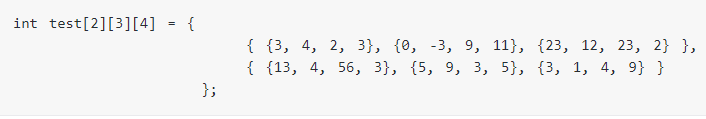 int test[2][3][4] = {
{ {3, 4, 2, 3}, {0, -3, 9, 11}, {23, 12, 23, 2} },
{ {13, 4, 56, 3}, {5, 9, 3, 5}, {3, 1, 4, 9} }
};